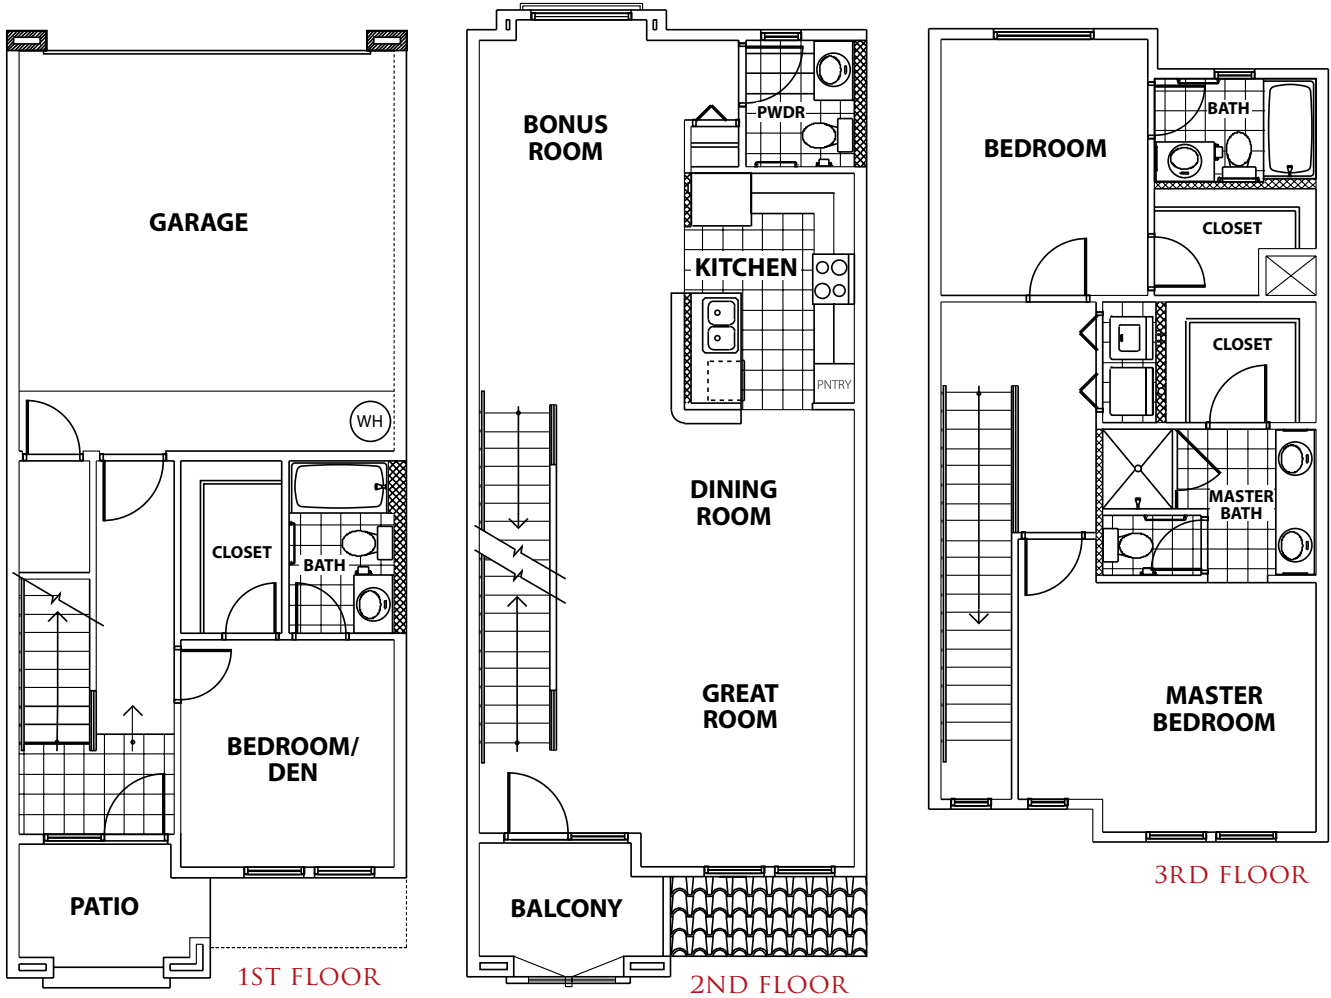 GARAGE
WH
CLOSET
BATH
BEDROOM/
DEN
PATIO
1ST FLOOR
BONUS
ROOM
PWDR
KITCHEN
PNTRY
DINING
ROOM
GREAT
ROOM
BALCONY
2ND FLOOR
BEDROOM
BATH
CLOSET
CLOSET
MASTER
BATH
MASTER
BEDROOM
3RD FLOOR